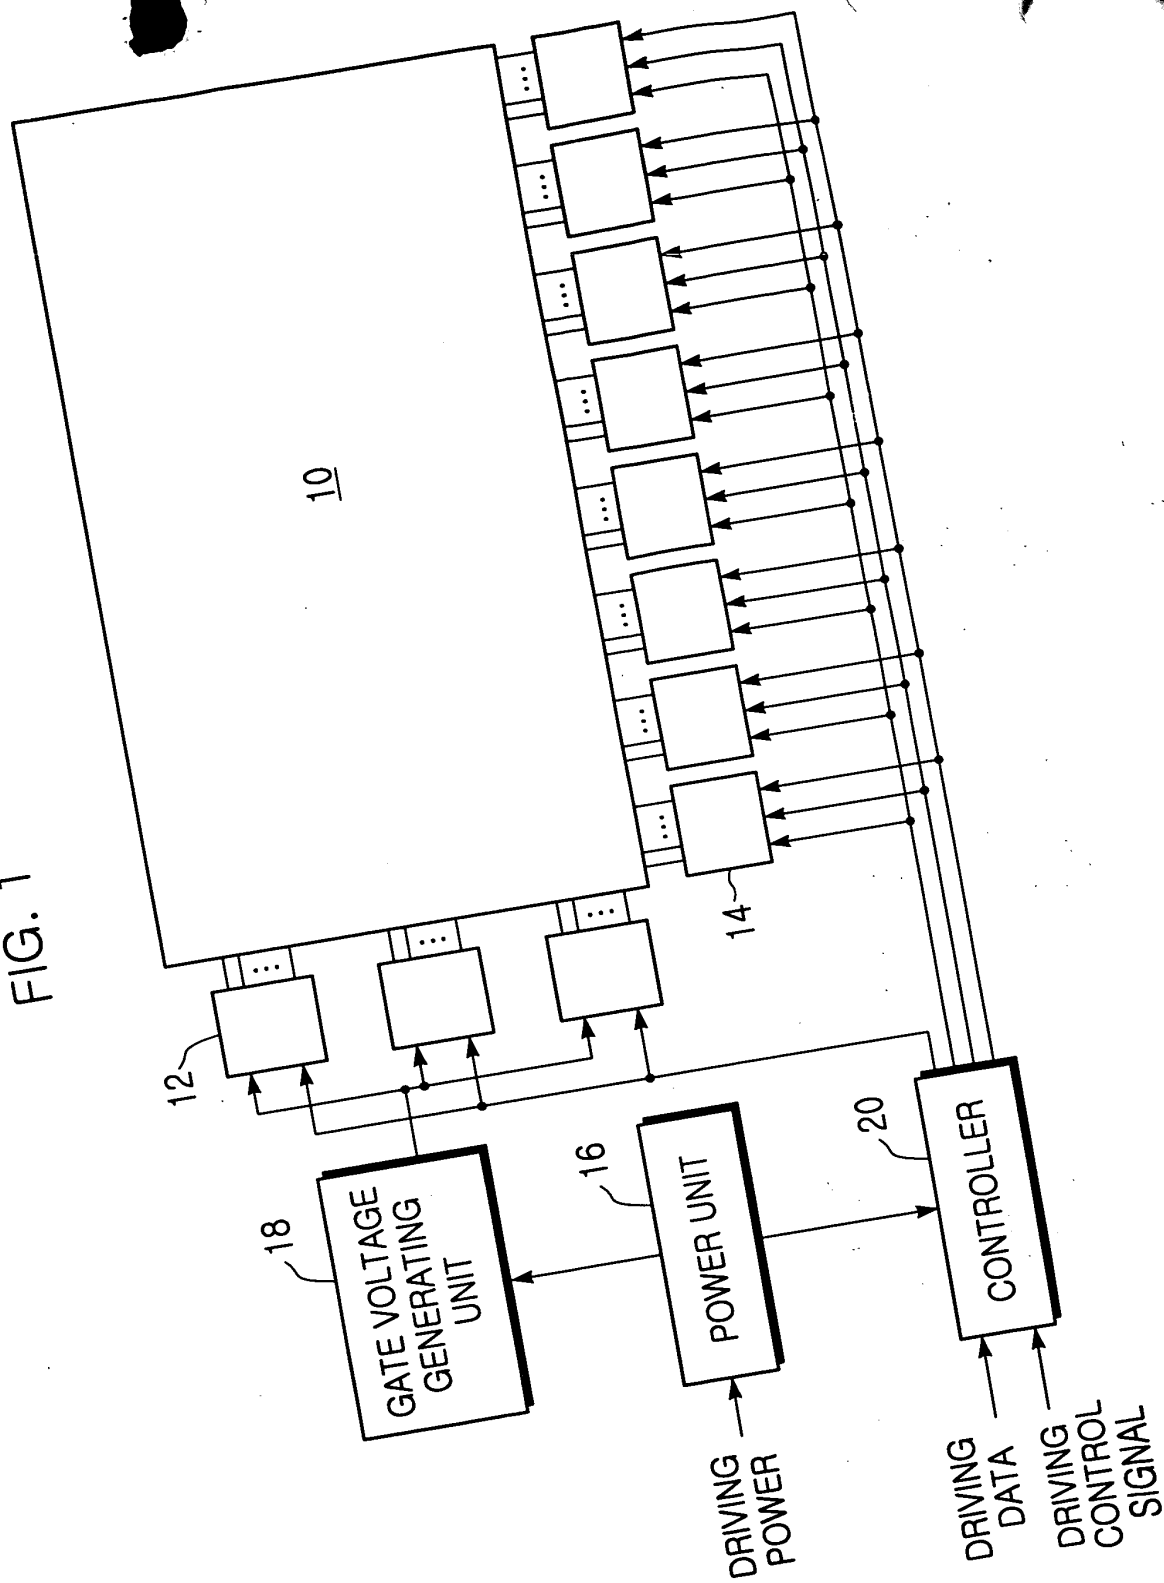 FIG. 1
10
12
14
18
GATE VOLTAGE
GENERATING
UNIT
16
POWER UNIT
20
CONTROLLER
DRIVING
POWER
DRIVING
DATA
DRIVING
CONTROL
SIGNAL